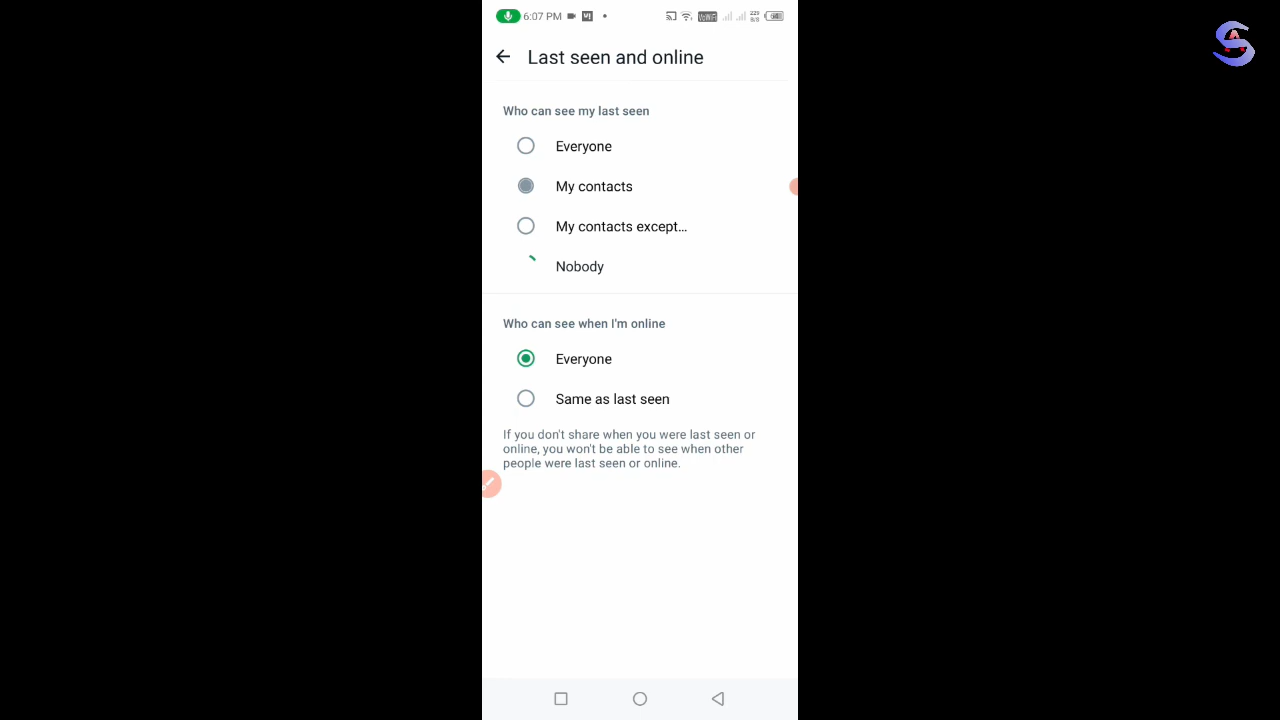 6:07 PM
Last seen and online
Who can see my last seen
Everyone
My contacts
My contacts except...
Nobody
Who can see when I'm online
Everyone
Same as last seen
If you don't share when you were last seen or
online, you won't be able to see when other
people were last seen or online.